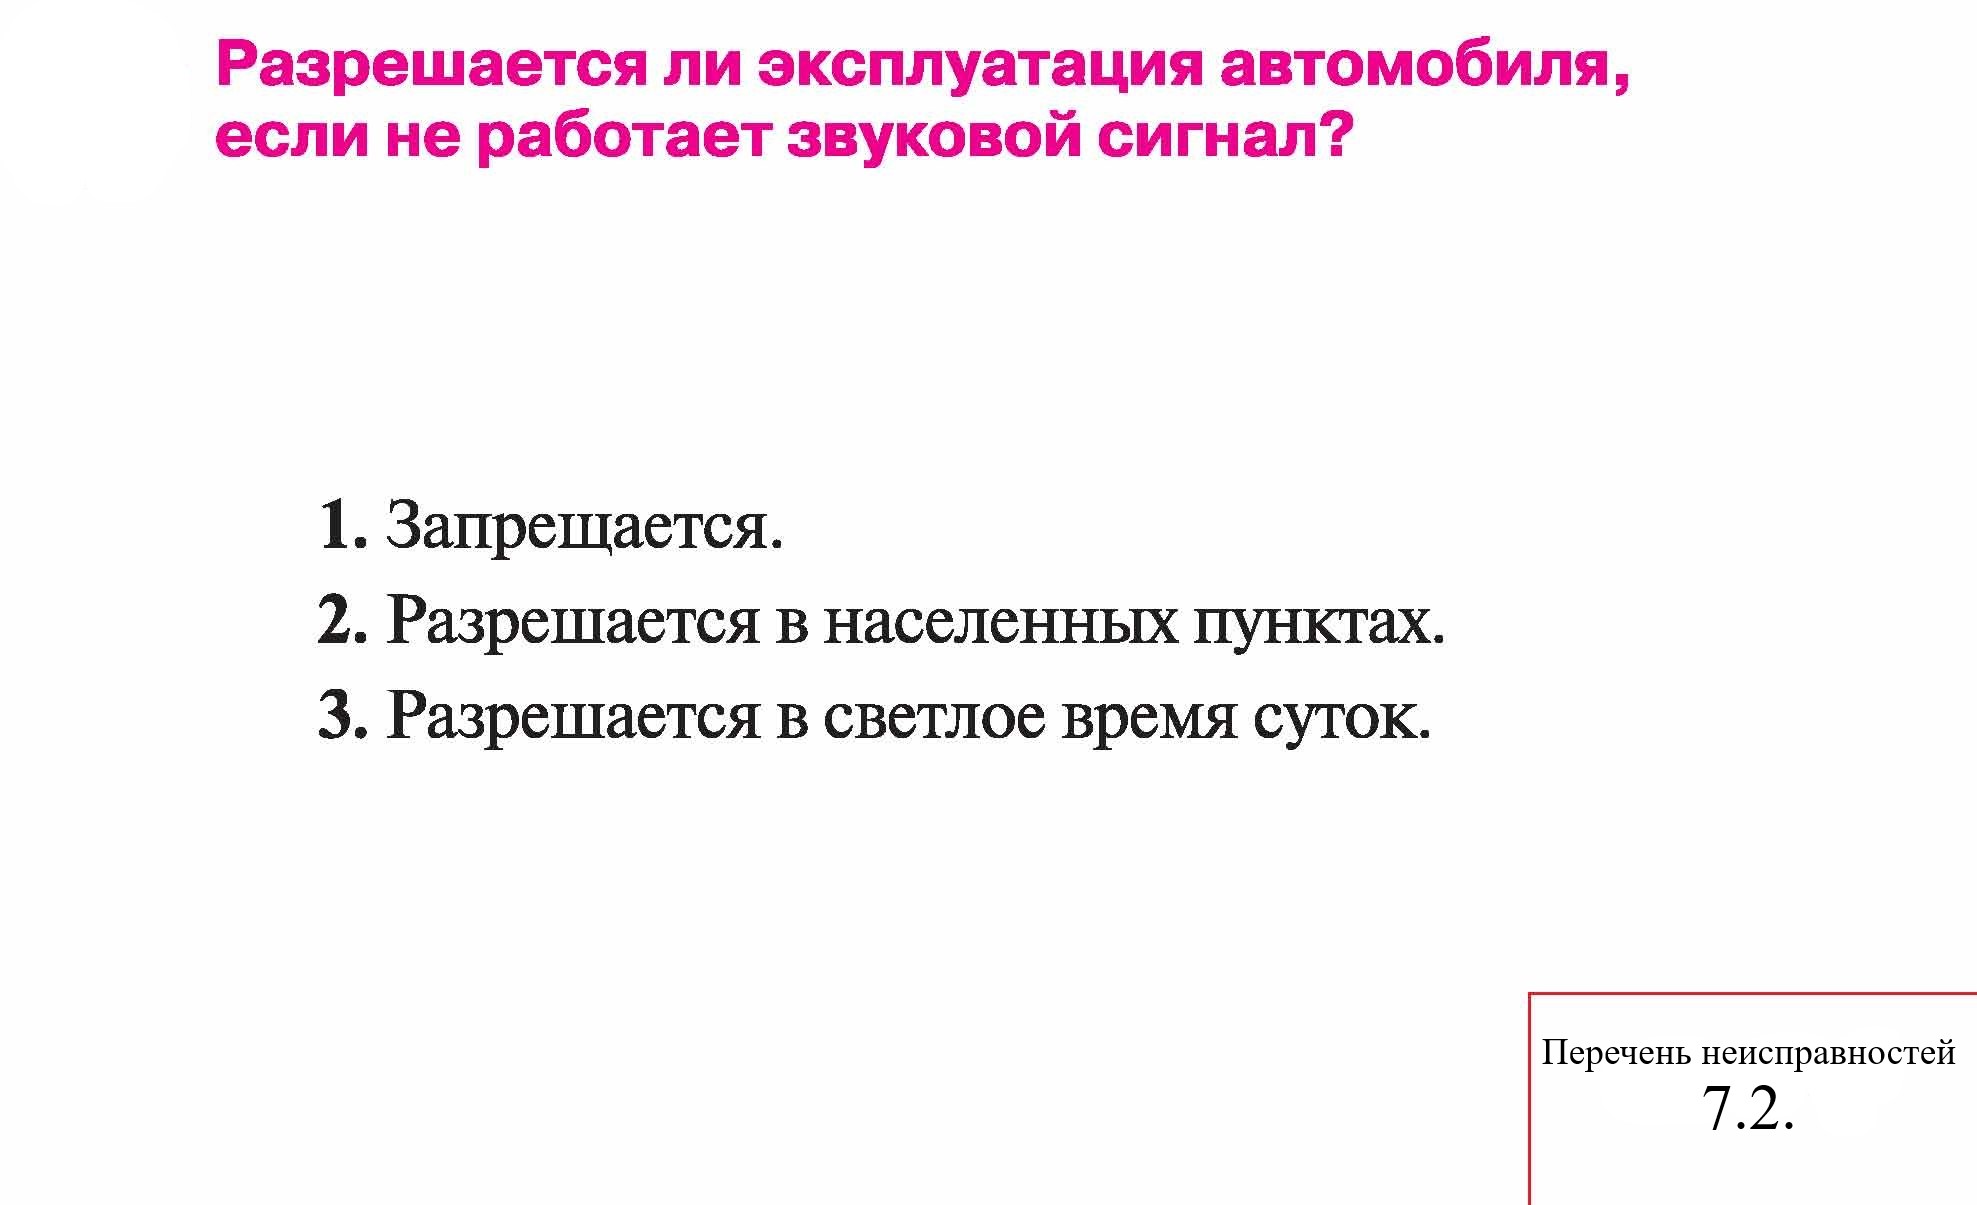 Разрешается ли эксплуатация автомобиля,
если не работает звуковой сигнал?
1. Запрещается.
2. Разрешается в населенных пунктах.
3. Разрешается в светлое время суток.
Перечень неисправностей
7.2.